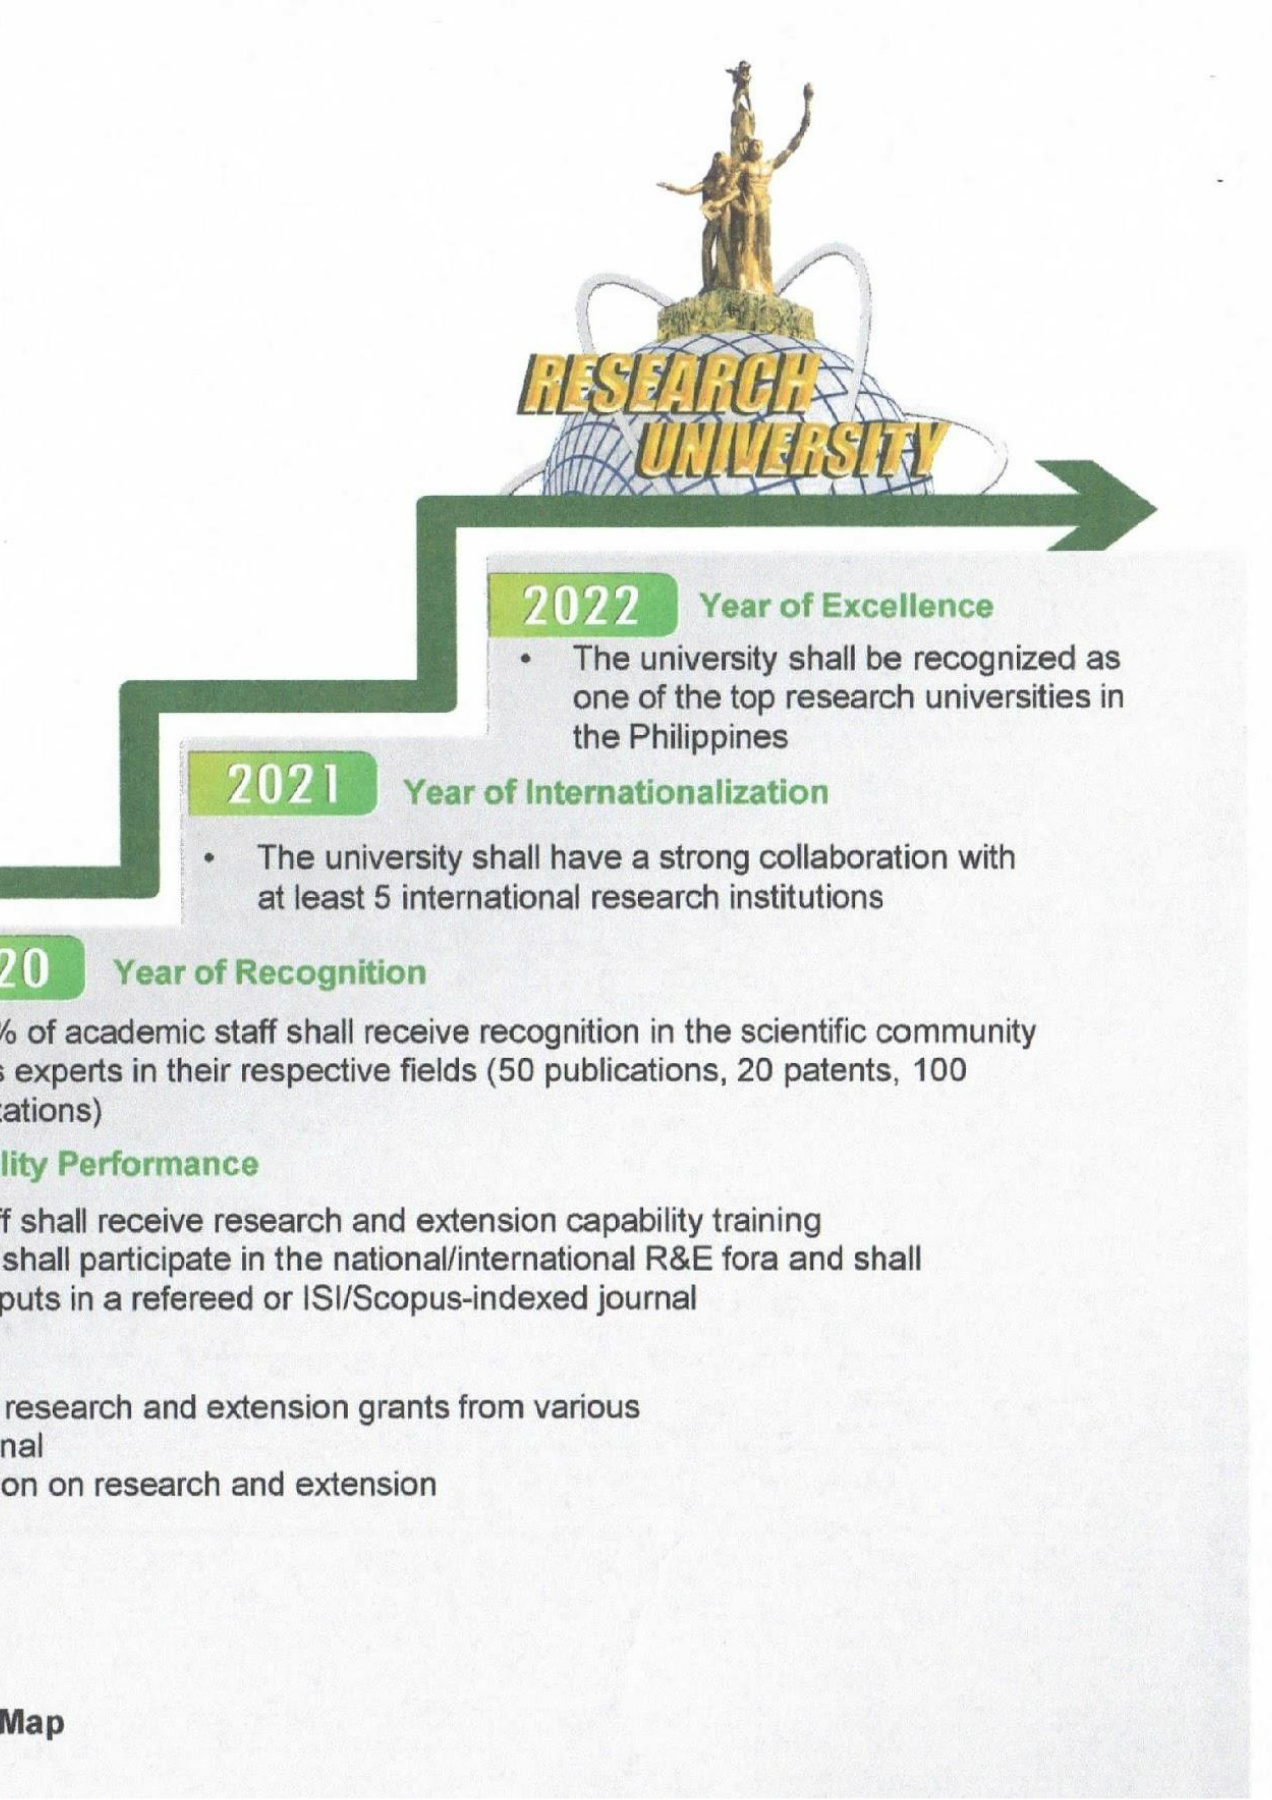 RESEARCH
UNIVERSITY
2022 Year of Excellence
• The university shall be recognized as
one of the top research universities in
the Philippines
2021 Year of Internationalization
• The university shall have a strong collaboration with
at least 5 international research institutions
20 Year of Recognition
% of academic staff shall receive recognition in the scientific community
s experts in their respective fields (50 publications, 20 patents, 100
tations)
lity Performance
ff shall receive research and extension capability training
shall participate in the national/international R&E fora and shall
puts in a refereed or ISI/Scopus-indexed journal
research and extension grants from various
nal
on on research and extension
Map